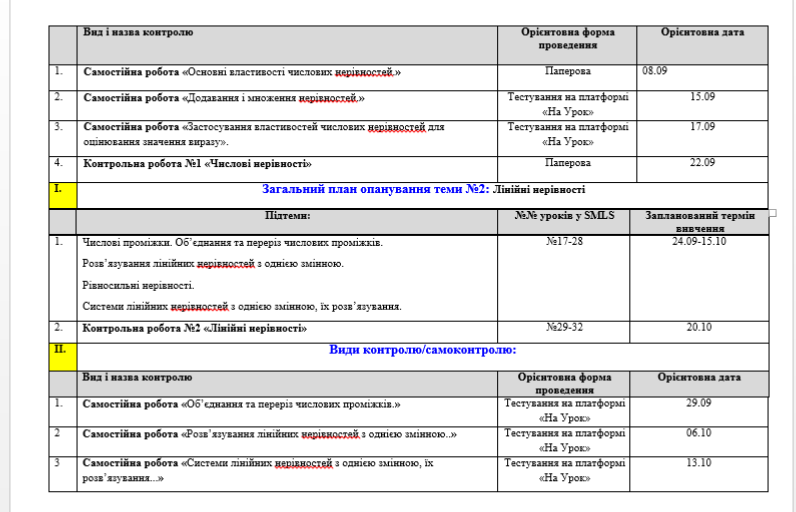 Вид і назва контролю
Орієнтовна форма
проведення
Орієнтовна дата
1.
Самостійна робота «Основні властивості числових нерівностей.»
Паперова
08.09
2.
Самостійна робота «Додавання і множення нерівностей.»
Тестування на платформі
«На Урок»
15.09
3.
Самостійна робота «Застосування властивостей числових нерівностей для
оцінювання значення виразу».
Тестування на платформі
«На Урок»
17.09
4.
Контрольна робота №1 «Числові нерівності»
Паперова
22.09
I.
Загальний план опанування теми №2: Лінійні нерівності
Підтеми:
№№ уроків у SMLS
Запланований термін
вивчення
1.
Числові проміжки. Об’єднання та переріз числових проміжків.
Розв’язування лінійних нерівностей з однією змінною.
Рівносильні нерівності.
Системи лінійних нерівностей з однією змінною, їх розв’язування.
№17-28
24.09-15.10
2.
Контрольна робота №2 «Лінійні нерівності»
№29-32
20.10
II.
Види контролю/самоконтролю:
Вид і назва контролю
Орієнтовна форма
проведення
Орієнтовна дата
1.
Самостійна робота «Об’єднання та переріз числових проміжків.»
Тестування на платформі
«На Урок»
29.09
2
Самостійна робота «Розв’язування лінійних нерівностей з однією змінною..»
Тестування на платформі
«На Урок»
06.10
3
Самостійна робота «Системи лінійних нерівностей з однією змінною, їх
розв’язування...»
Тестування на платформі
«На Урок»
13.10